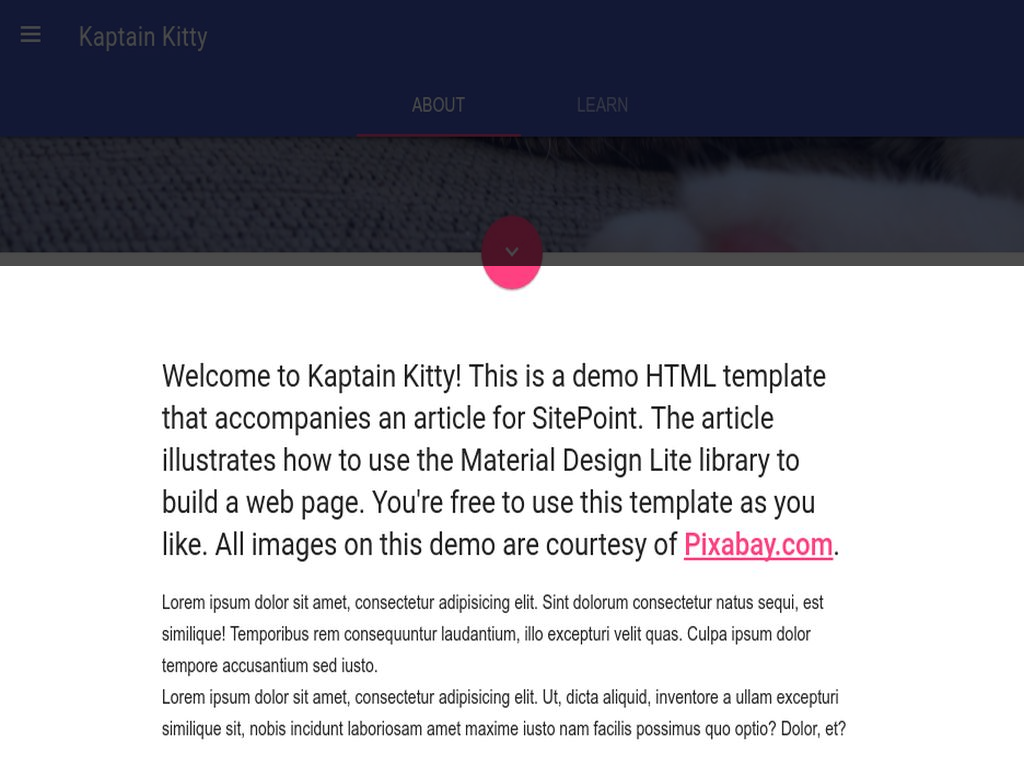 Kaptain Kitty
ABOUT
LEARN
Welcome to Kaptain Kitty! This is a demo HTML template
that accompanies an article for SitePoint. The article
illustrates how to use the Material Design Lite library to
build a web page. You're free to use this template as you
like. All images on this demo are courtesy of Pixabay.com.
Lorem ipsum dolor sit amet, consectetur adipisicing elit. Sint dolorum consectetur natus sequi, est
similique! Temporibus rem consequuntur laudantium, illo excepturi velit quas. Culpa ipsum dolor
tempore accusantium sed iusto.
Lorem ipsum dolor sit amet, consectetur adipisicing elit. Ut, dicta aliquid, inventore a ullam excepturi
similique sit, nobis incidunt laboriosam amet maxime iusto nam facilis possimus quo optio? Dolor, et?